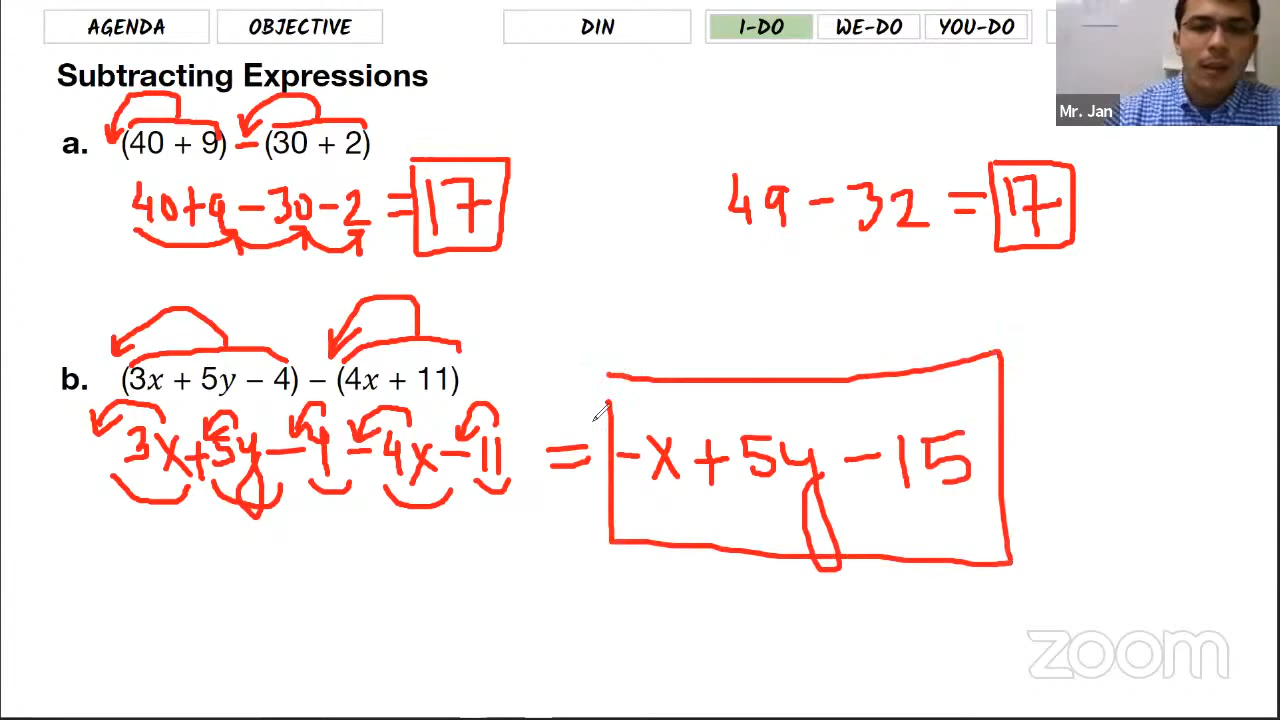 AGENDA OBJECTIVE DIN I-DO WE-DO YOU-DO
Subtracting Expressions
Mr. Jan
a. (40 + 9) – (30 + 2)
40+9-30-2 = 17
49-32 = 17
b. (3x + 5y – 4) – (4x + 11)
3x+5y-4-4x-11 = -x+5y-15
zoom